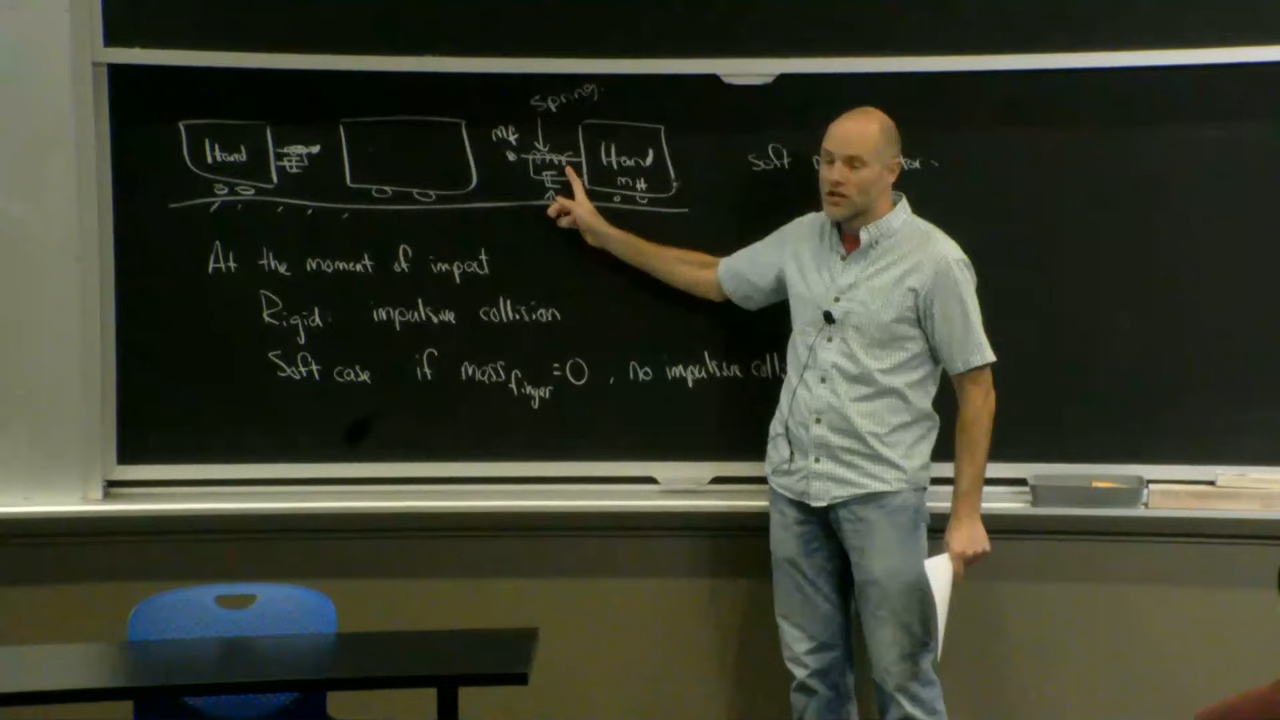 spring.
mf
Hand
Hand
mH
soft
At the moment of impact
Rigid: impulsive collision
Soft case if mass finger = 0, no impulsive colli